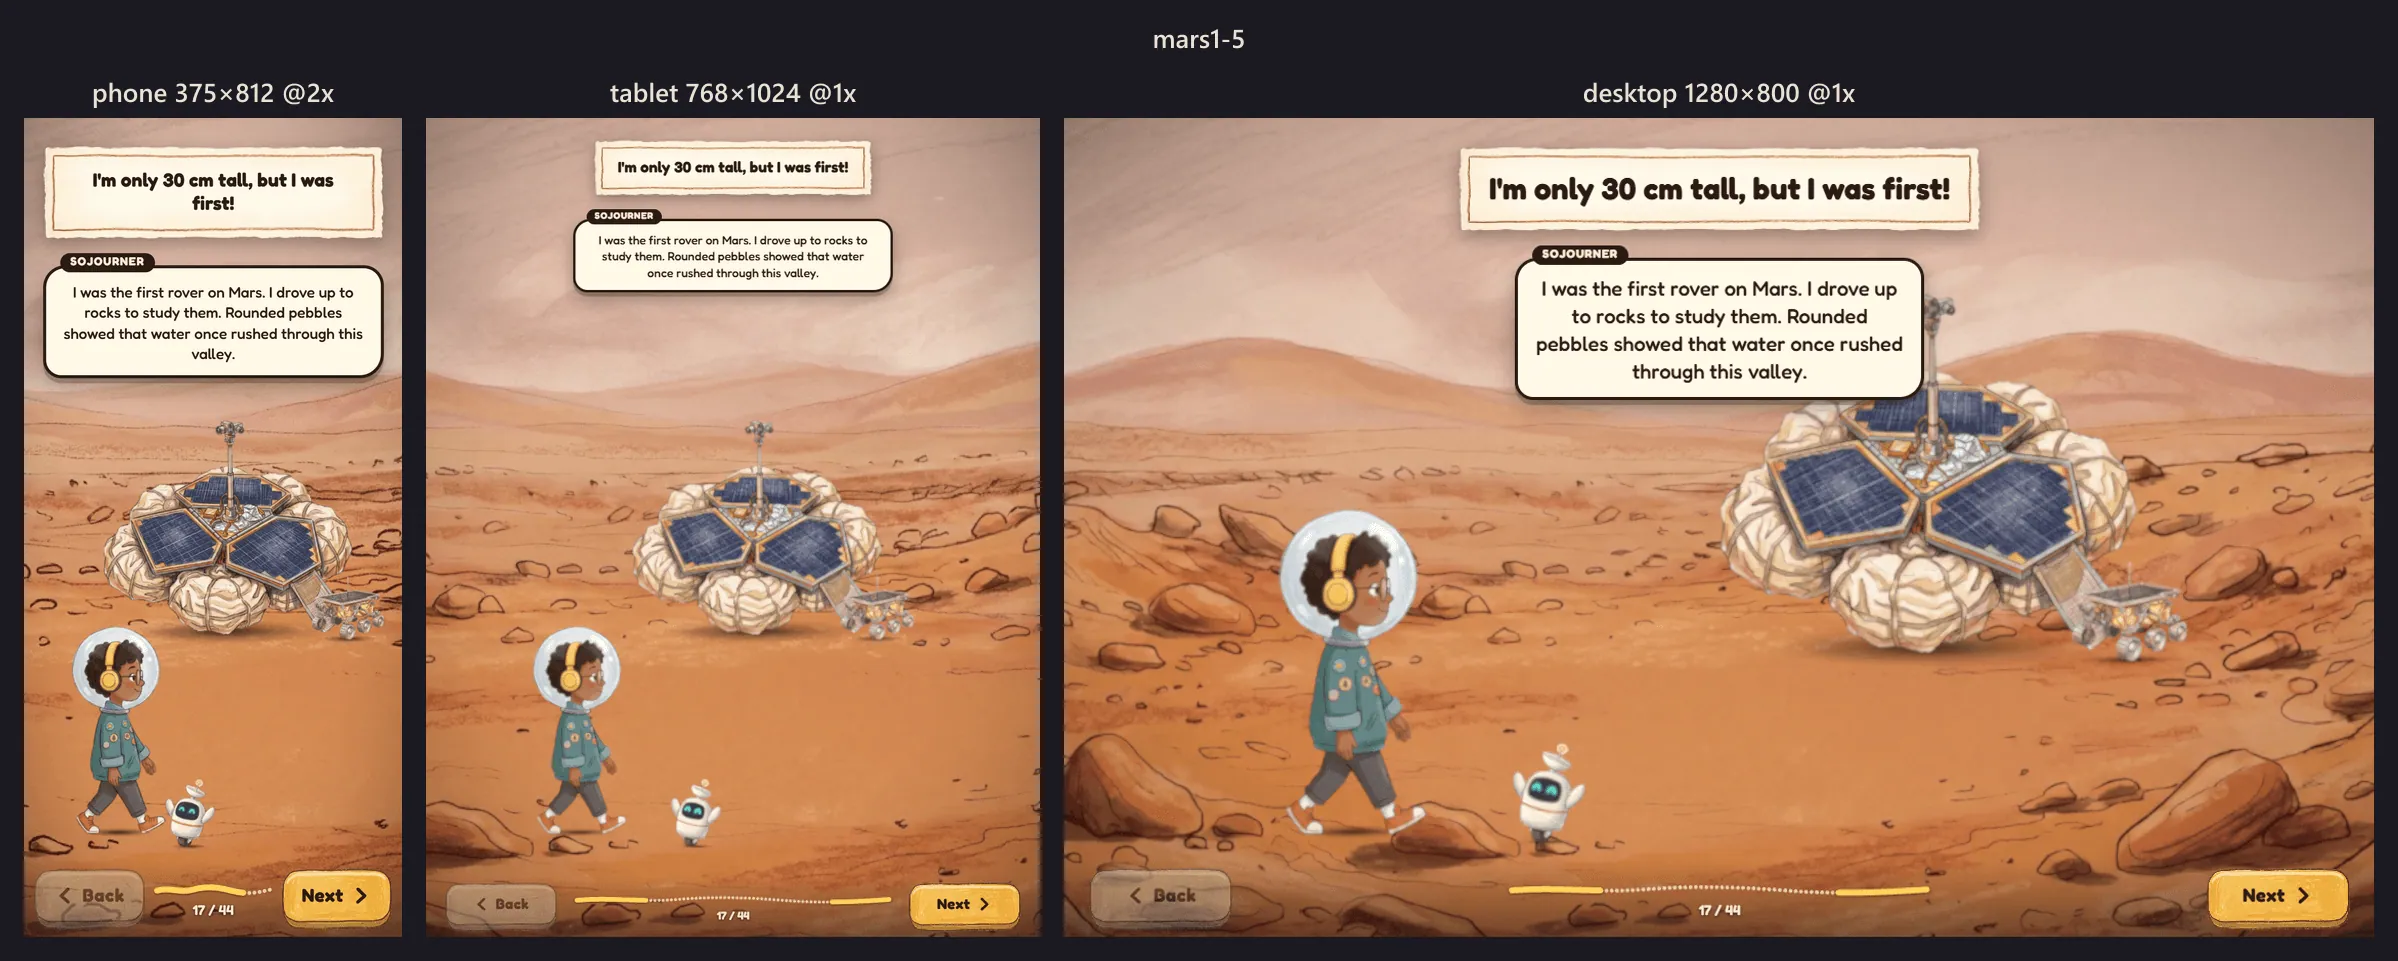 mars1-5
phone 375×812 @2x
I'm only 30 cm tall, but I was
first!
SOJOURNER
I was the first rover on Mars. I drove up to
rocks to study them. Rounded pebbles
showed that water once rushed through this
valley.
Back
17 / 44
Next
tablet 768×1024 @1x
I'm only 30 cm tall, but I was first!
SOJOURNER
I was the first rover on Mars. I drove up to rocks to
study them. Rounded pebbles showed that water
once rushed through this valley.
Back
17 / 44
Next
desktop 1280×800 @1x
I'm only 30 cm tall, but I was first!
SOJOURNER
I was the first rover on Mars. I drove up
to rocks to study them. Rounded
pebbles showed that water once rushed
through this valley.
Back
17 / 44
Next